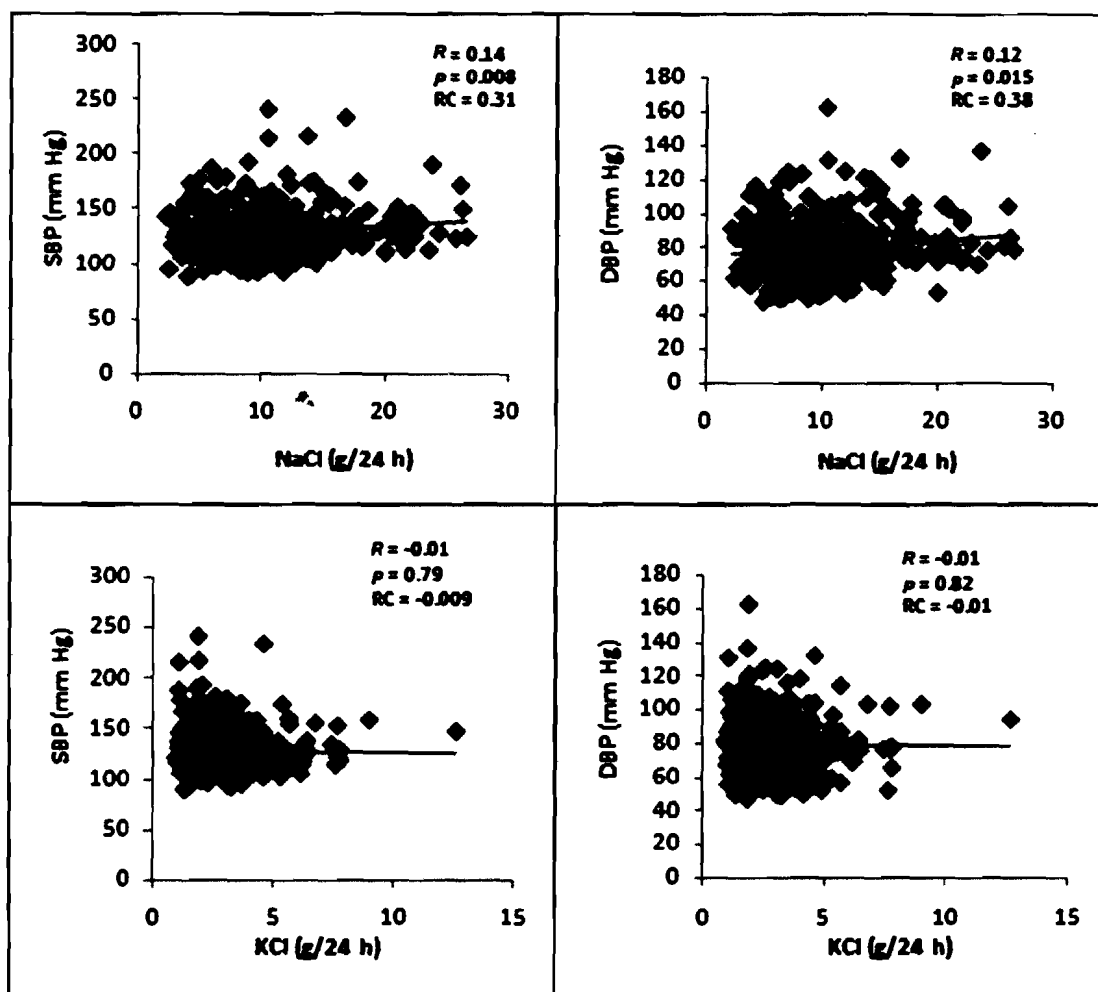 R = 0.14
p = 0.008
RC = 0.31
300
250
200
150
100
50
0
SBP (mm Hg)
0 10 20 30
NaCl (g/24 h)
R = 0.12
p = 0.015
RC = 0.38
180
160
140
120
100
80
60
40
20
0
DBP (mm Hg)
0 10 20 30
NaCl (g/24 h)
R = -0.01
p = 0.79
RC = -0.009
300
250
200
150
100
50
0
SBP (mm Hg)
0 5 10 15
KCl (g/24 h)
R = -0.01
p = 0.82
RC = -0.01
180
160
140
120
100
80
60
40
20
0
DBP (mm Hg)
0 5 10 15
KCl (g/24 h)